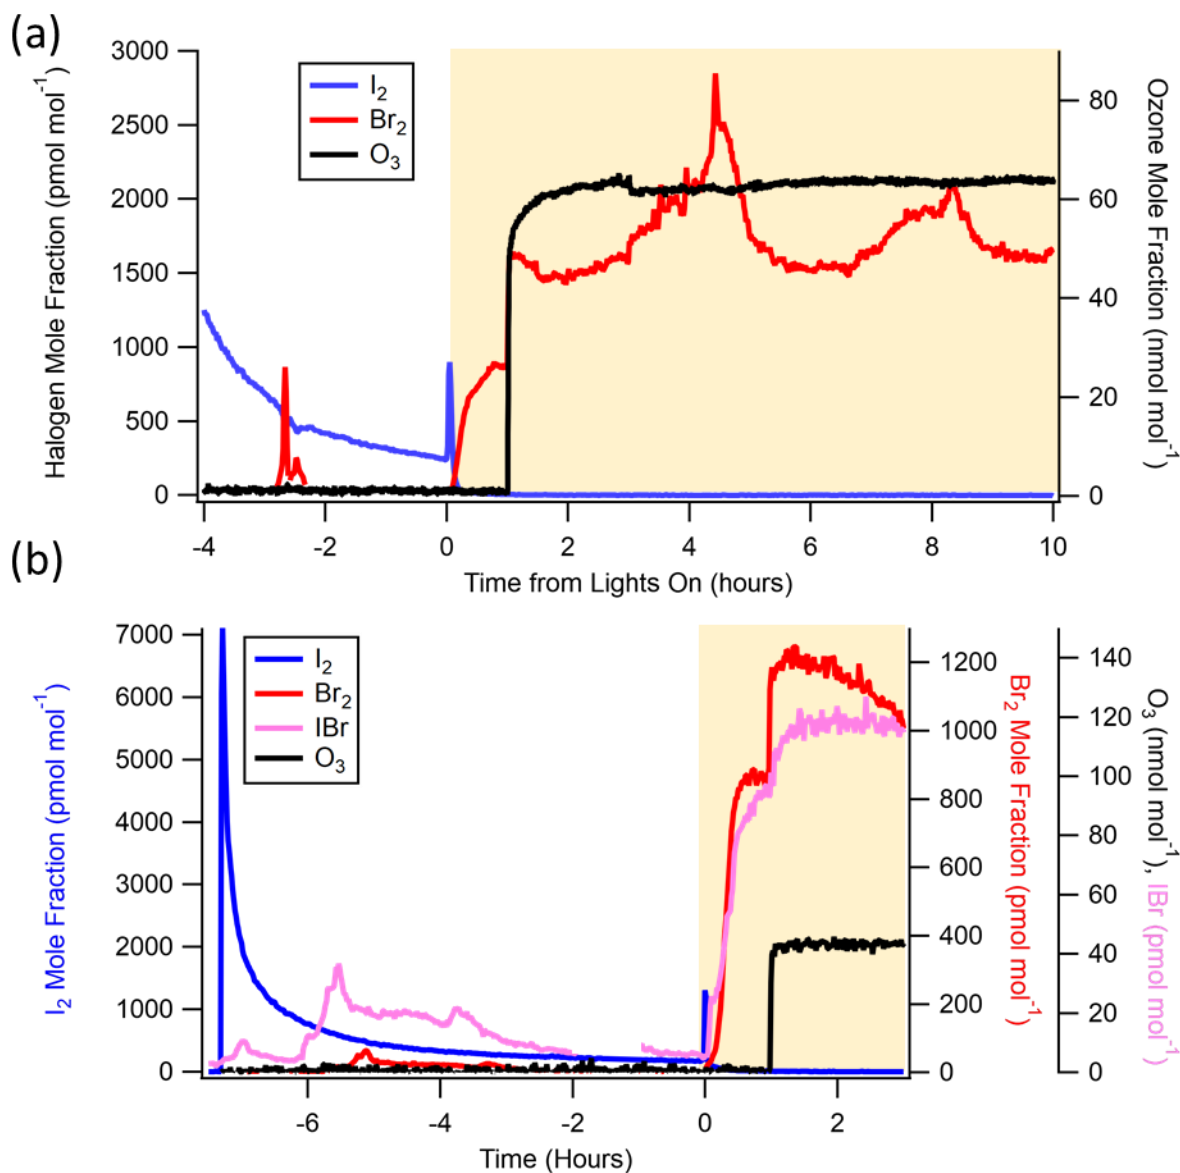 (a)
Halogen Mole Fraction (pmol mol⁻¹)
3000
2500
2000
1500
1000
500
0
I₂
Br₂
O₃
80
60
40
20
0
Ozone Mole Fraction (nmol mol⁻¹)
-4 -2 0 2 4 6 8 10
Time from Lights On (hours)
(b)
I₂ Mole Fraction (pmol mol⁻¹)
7000
6000
5000
4000
3000
2000
1000
0
I₂
Br₂
IBr
O₃
1200
1000
800
600
400
200
0
Br₂ Mole Fraction (pmol mol⁻¹)
140
120
100
80
60
40
20
0
O₃ (nmol mol⁻¹), IBr (pmol mol⁻¹)
-6 -4 -2 0 2
Time (Hours)